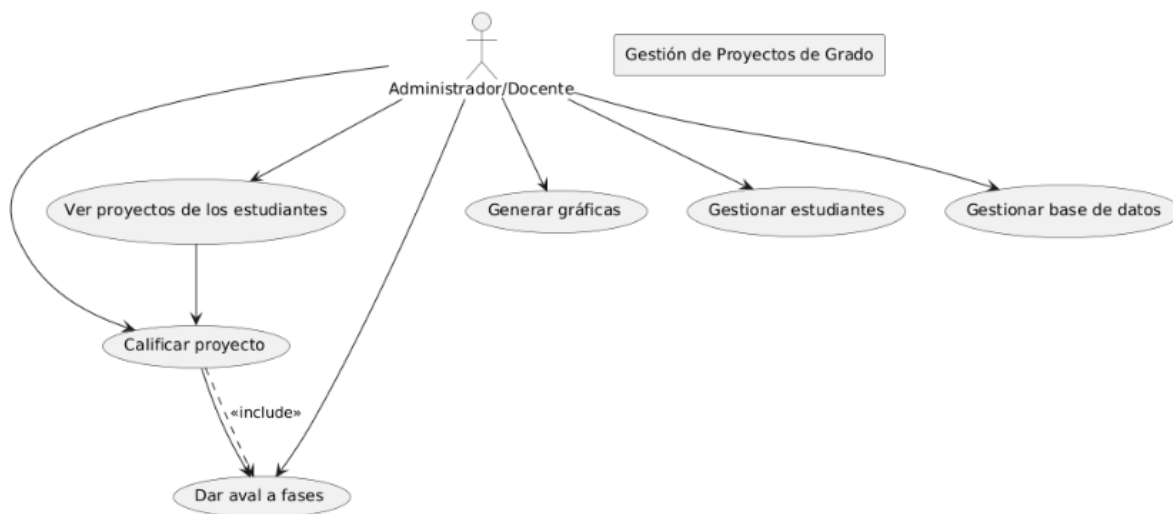 Gestión de Proyectos de Grado
Administrador/Docente
Ver proyectos de los estudiantes
Generar gráficas
Gestionar estudiantes
Gestionar base de datos
Calificar proyecto
«include»
Dar aval a fases